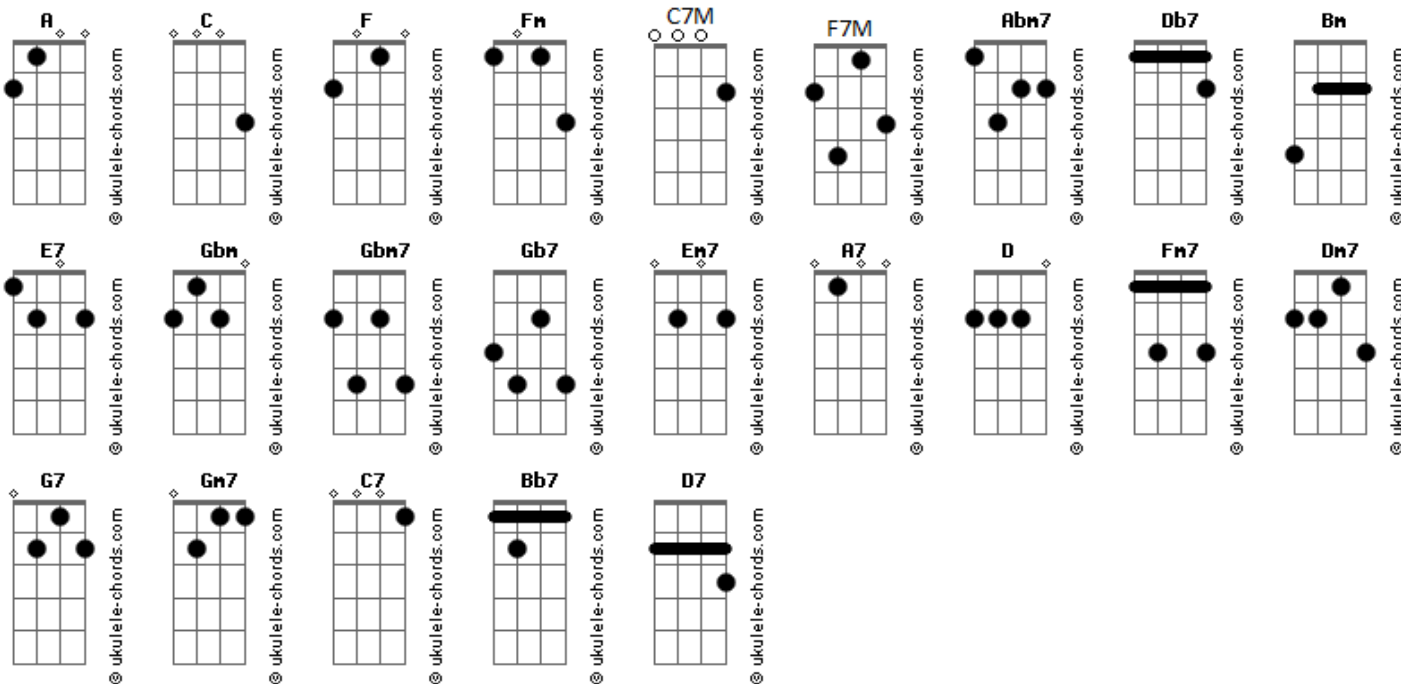 A C F Fm C7M F7M Abm7 Db7 Bm
© ukulele-chords.com © ukulele-chords.com © ukulele-chords.com © ukulele-chords.com © ukulele-chords.com © ukulele-chords.com © ukulele-chords.com © ukulele-chords.com © ukulele-chords.com
E7 Gbm Gbm7 Gb7 Em7 A7 D Fm7 Dm7
© ukulele-chords.com © ukulele-chords.com © ukulele-chords.com © ukulele-chords.com © ukulele-chords.com © ukulele-chords.com © ukulele-chords.com © ukulele-chords.com © ukulele-chords.com
G7 Gm7 C7 Bb7 D7
© ukulele-chords.com © ukulele-chords.com © ukulele-chords.com © ukulele-chords.com © ukulele-chords.com